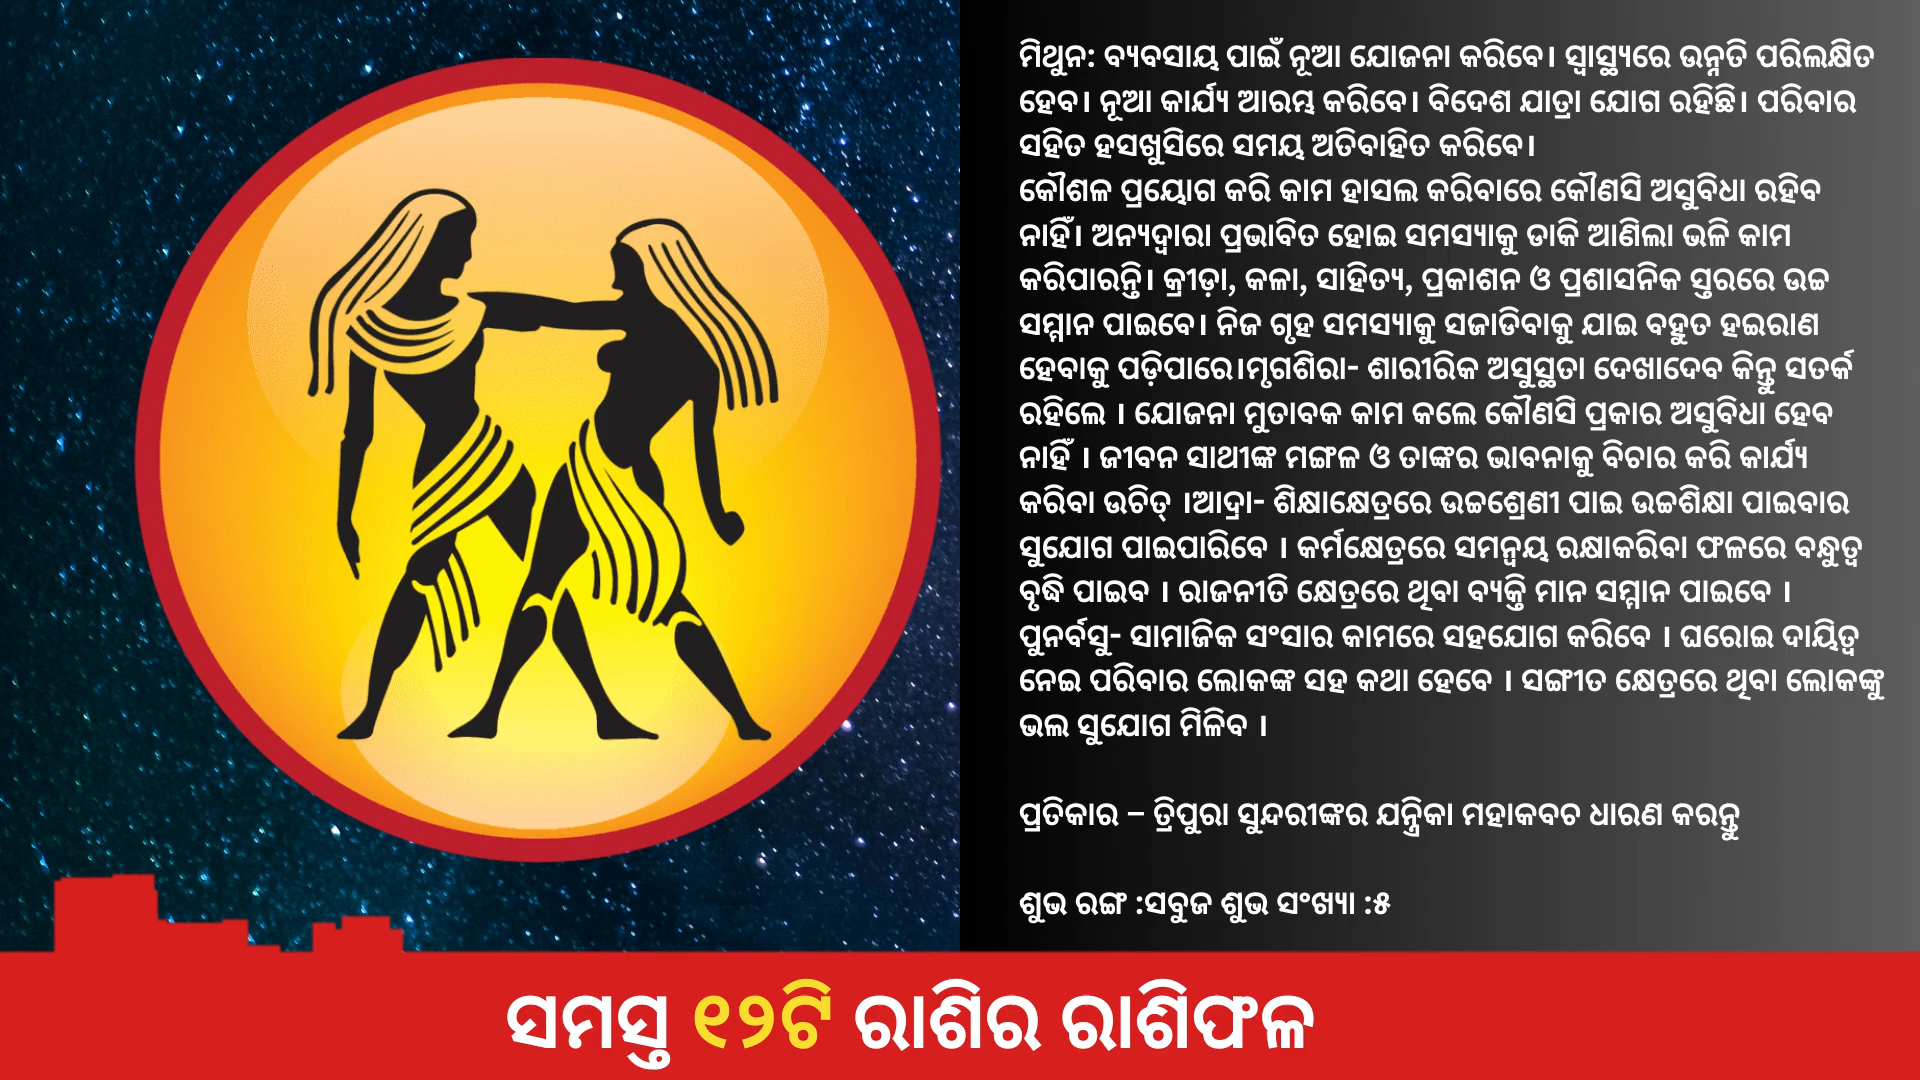 ମିଥୁନ: ବ୍ୟବସାୟ ପାଇଁ ନୂଆ ଯୋଜନା କରିବେ। ସ୍ୱାସ୍ଥ୍ୟରେ ଉନ୍ନତି ପରିଲକ୍ଷିତ
ହେବ। ନୂଆ କାର୍ଯ୍ୟ ଆରମ୍ଭ କରିବେ। ବିଦେଶ ଯାତ୍ରା ଯୋଗ ରହିଛି। ପରିବାର
ସହିତ ହସଖୁସିରେ ସମୟ ଅତିବାହିତ କରିବେ।
କୌଶଳ ପ୍ରୟୋଗ କରି କାମ ହାସଲ କରିବାରେ କୌଣସି ଅସୁବିଧା ରହିବ
ନାହିଁ। ଅନ୍ୟଦ୍ୱାରା ପ୍ରଭାବିତ ହୋଇ ସମସ୍ୟାକୁ ଡାକି ଆଣିଲା ଭଳି କାମ
କରିପାରନ୍ତି। କ୍ରୀଡ଼ା, କଳା, ସାହିତ୍ୟ, ପ୍ରକାଶନ ଓ ପ୍ରଶାସନିକ ସ୍ତରରେ ଉଚ୍ଚ
ସମ୍ମାନ ପାଇବେ। ନିଜ ଗୃହ ସମସ୍ୟାକୁ ସଜାଡିବାକୁ ଯାଇ ବହୁତ ହଇରାଣ
ହେବାକୁ ପଡ଼ିପାରେ।ମୃଗଶିରା- ଶାରୀରିକ ଅସୁସ୍ଥତା ଦେଖାଦେବ କିନ୍ତୁ ସତର୍କ
ରହିଲେ । ଯୋଜନା ମୁତାବକ କାମ କଲେ କୌଣସି ପ୍ରକାର ଅସୁବିଧା ହେବ
ନାହିଁ । ଜୀବନ ସାଥୀଙ୍କ ମଙ୍ଗଳ ଓ ତାଙ୍କର ଭାବନାକୁ ବିଚାର କରି କାର୍ଯ୍ୟ
କରିବା ଉଚିତ୍ ।ଆଦ୍ରା- ଶିକ୍ଷାକ୍ଷେତ୍ରରେ ଉଚ୍ଚଶ୍ରେଣୀ ପାଇ ଉଚ୍ଚଶିକ୍ଷା ପାଇବାର
ସୁଯୋଗ ପାଇପାରିବେ । କର୍ମକ୍ଷେତ୍ରରେ ସମନ୍ୱୟ ରକ୍ଷାକରିବା ଫଳରେ ବନ୍ଧୁତ୍ୱ
ବୃଦ୍ଧି ପାଇବ । ରାଜନୀତି କ୍ଷେତ୍ରରେ ଥିବା ବ୍ୟକ୍ତି ମାନ ସମ୍ମାନ ପାଇବେ ।
ପୁନର୍ବସୁ- ସାମାଜିକ ସଂସାର କାମରେ ସହଯୋଗ କରିବେ । ଘରୋଇ ଦାୟିତ୍ୱ
ନେଇ ପରିବାର ଲୋକଙ୍କ ସହ କଥା ହେବେ । ସଙ୍ଗୀତ କ୍ଷେତ୍ରରେ ଥିବା ଲୋକଙ୍କୁ
ଭଲ ସୁଯୋଗ ମିଳିବ ।
ପ୍ରତିକାର – ତ୍ରିପୁରା ସୁନ୍ଦରୀଙ୍କର ଯନ୍ତ୍ରିକା ମହାକବଚ ଧାରଣ କରନ୍ତୁ
ଶୁଭ ରଙ୍ଗ :ସବୁଜ ଶୁଭ ସଂଖ୍ୟା :୫
ସମସ୍ତ ୧୨ଟି ରାଶିର ରାଶିଫଳ